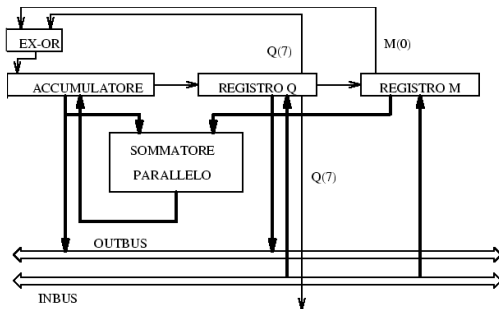 EX-OR
Q(7)
M(0)
ACCUMULATORE
REGISTRO Q
REGISTRO M
SOMMATORE
PARALLELO
Q(7)
OUTBUS
INBUS